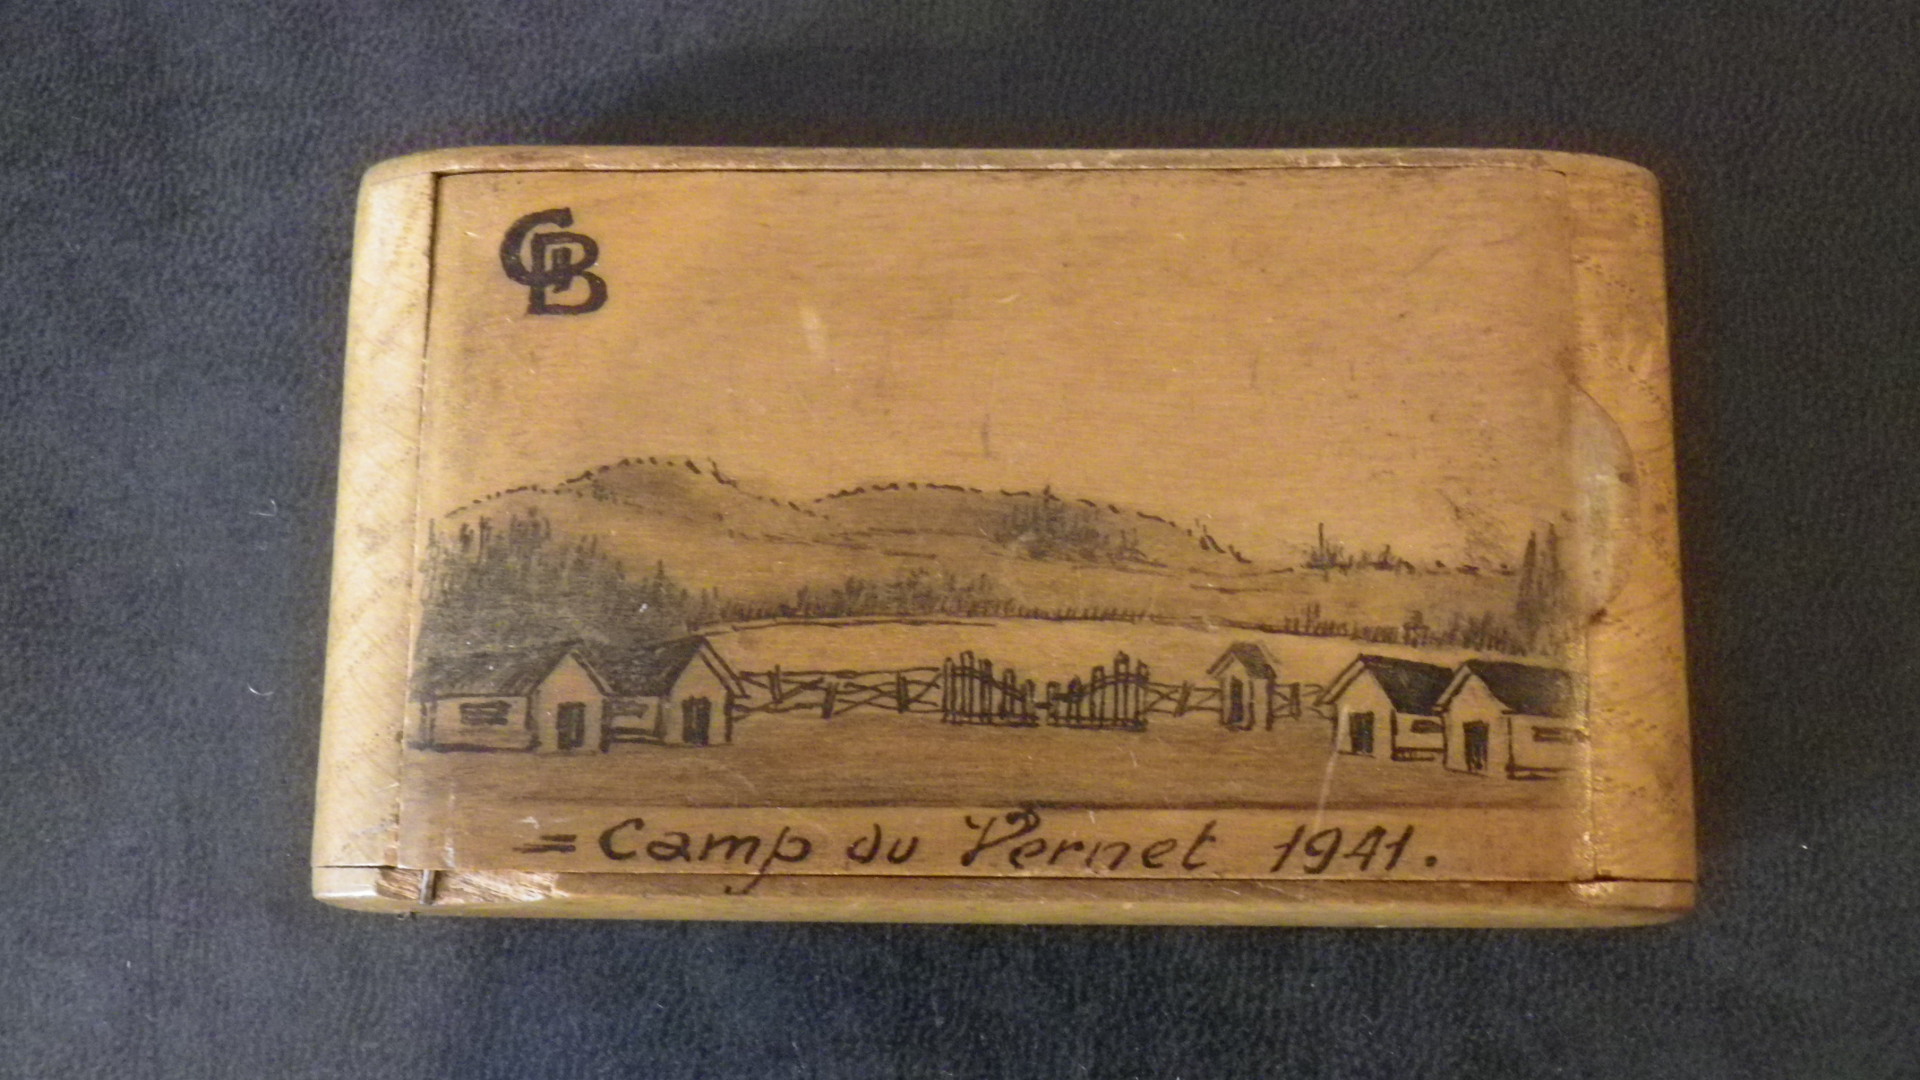 CB
= Camp du Vernet 1941.